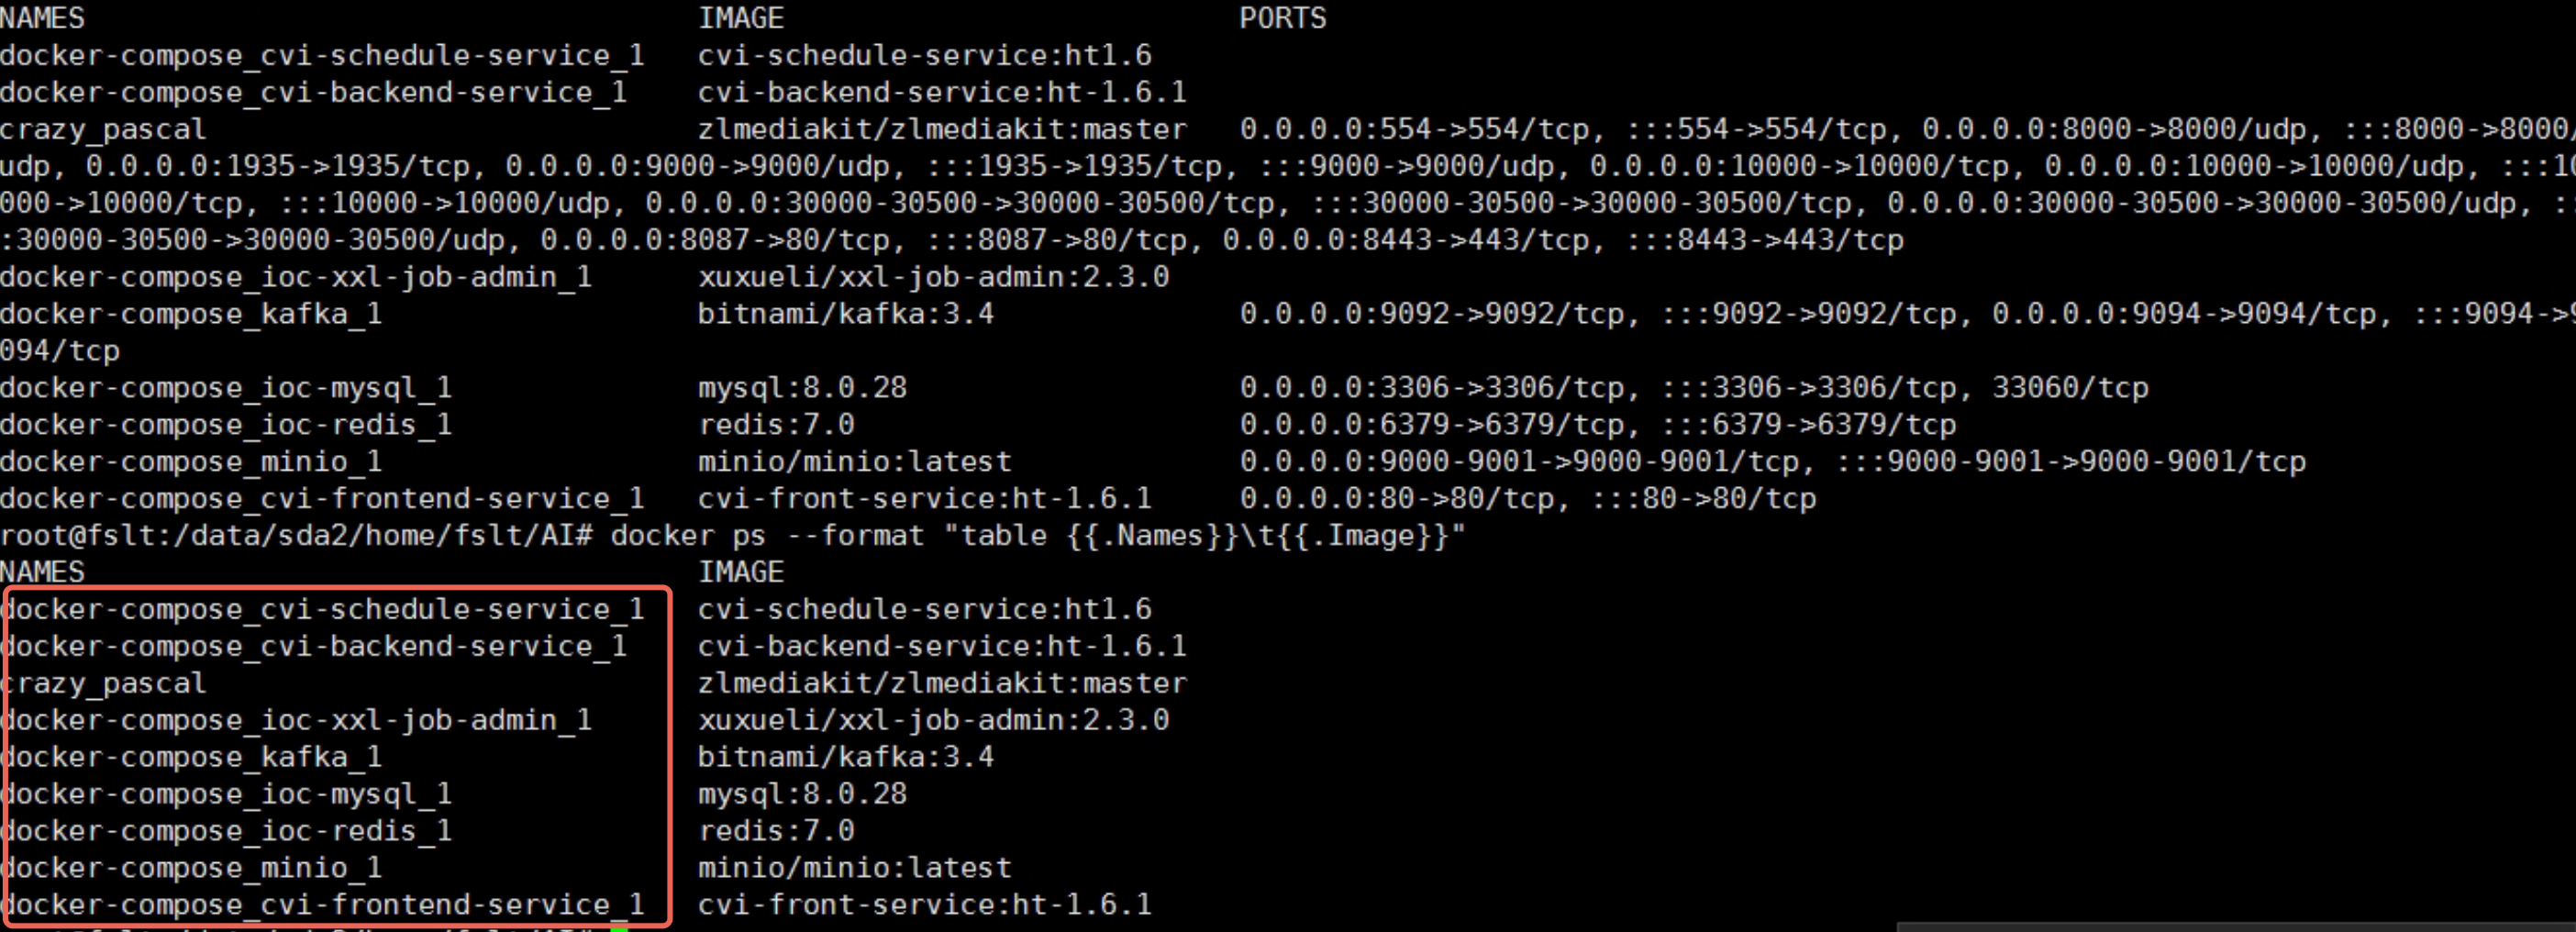 NAMES IMAGE PORTS
docker-compose_cvi-schedule-service_1 cvi-schedule-service:ht1.6
docker-compose_cvi-backend-service_1 cvi-backend-service:ht-1.6.1
crazy_pascal zlmediakit/zlmediakit:master 0.0.0.0:554->554/tcp, :::554->554/tcp, 0.0.0.0:8000->8000/udp, :::8000->8000/
udp, 0.0.0.0:1935->1935/tcp, 0.0.0.0:9000->9000/udp, :::1935->1935/tcp, :::9000->9000/udp, 0.0.0.0:10000->10000/tcp, 0.0.0.0:10000->10000/udp, :::10
000->10000/tcp, :::10000->10000/udp, 0.0.0.0:30000-30500->30000-30500/tcp, :::30000-30500->30000-30500/tcp, 0.0.0.0:30000-30500->30000-30500/udp, ::
:30000-30500->30000-30500/udp, 0.0.0.0:8087->80/tcp, :::8087->80/tcp, 0.0.0.0:8443->443/tcp, :::8443->443/tcp
docker-compose_ioc-xxl-job-admin_1 xuxueli/xxl-job-admin:2.3.0
docker-compose_kafka_1 bitnami/kafka:3.4 0.0.0.0:9092->9092/tcp, :::9092->9092/tcp, 0.0.0.0:9094->9094/tcp, :::9094->9
094/tcp
docker-compose_ioc-mysql_1 mysql:8.0.28 0.0.0.0:3306->3306/tcp, :::3306->3306/tcp, 33060/tcp
docker-compose_ioc-redis_1 redis:7.0 0.0.0.0:6379->6379/tcp, :::6379->6379/tcp
docker-compose_minio_1 minio/minio:latest 0.0.0.0:9000-9001->9000-9001/tcp, :::9000-9001->9000-9001/tcp
docker-compose_cvi-frontend-service_1 cvi-front-service:ht-1.6.1 0.0.0.0:80->80/tcp, :::80->80/tcp
root@fslt:/data/sda2/home/fslt/AI# docker ps --format "table {{.Names}}\t{{.Image}}"
NAMES IMAGE
docker-compose_cvi-schedule-service_1 cvi-schedule-service:ht1.6
docker-compose_cvi-backend-service_1 cvi-backend-service:ht-1.6.1
crazy_pascal zlmediakit/zlmediakit:master
docker-compose_ioc-xxl-job-admin_1 xuxueli/xxl-job-admin:2.3.0
docker-compose_kafka_1 bitnami/kafka:3.4
docker-compose_ioc-mysql_1 mysql:8.0.28
docker-compose_ioc-redis_1 redis:7.0
docker-compose_minio_1 minio/minio:latest
docker-compose_cvi-frontend-service_1 cvi-front-service:ht-1.6.1